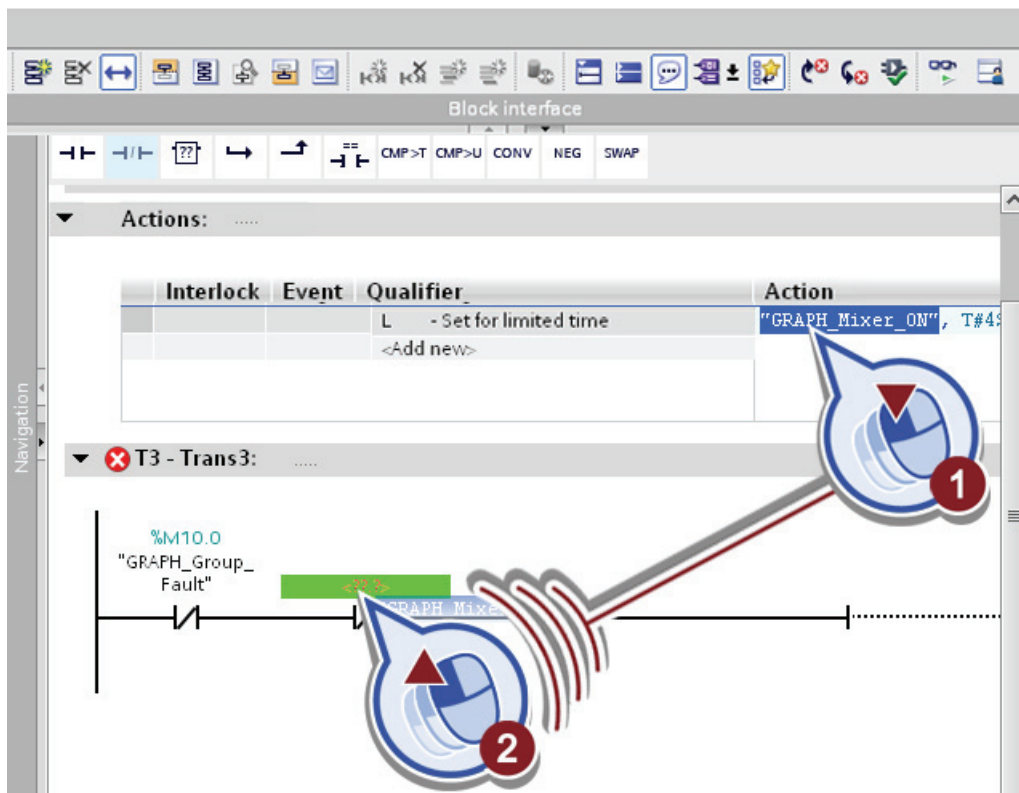 Block interface
?? == CMP>T CMP>U CONV NEG SWAP
Actions: .....
Interlock Event Qualifier Action
L - Set for limited time "GRAPH_Mixer_ON", T#4S
<Add new>
Navigation
T3 - Trans3: .....
1
%M10.0
"GRAPH_Group_
Fault"
<??.?>
GRAPH_Mixe
2